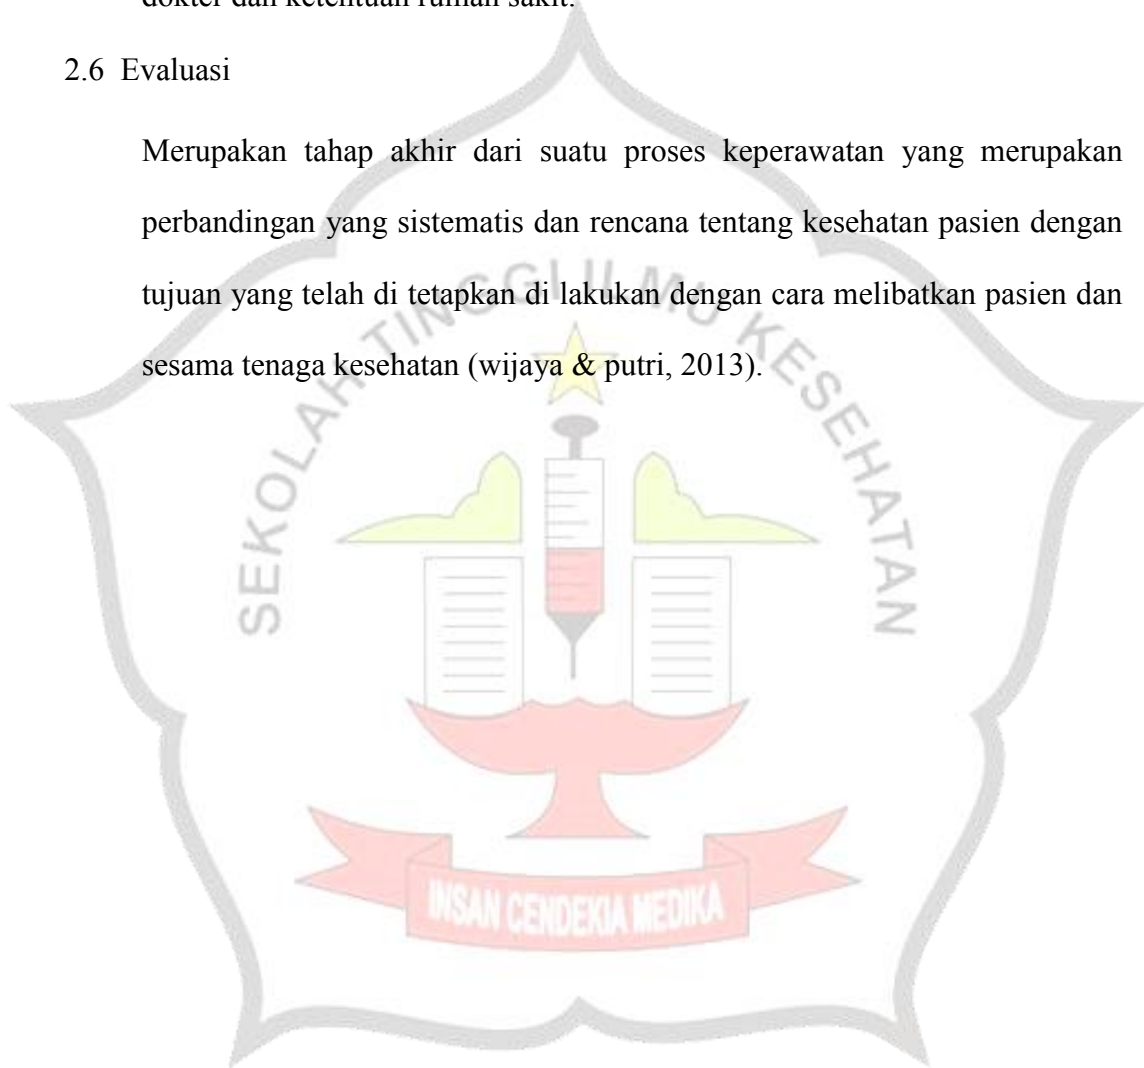 dokter dan ketentuan rumah sakit.
2.6 Evaluasi
Merupakan tahap akhir dari suatu proses keperawatan yang merupakan
perbandingan yang sistematis dan rencana tentang kesehatan pasien dengan
tujuan yang telah di tetapkan di lakukan dengan cara melibatkan pasien dan
sesama tenaga kesehatan (wijaya & putri, 2013).
SEKOLAH TINGGI ILMU KESEHATAN
INSAN CENDEKIA MEDIKA